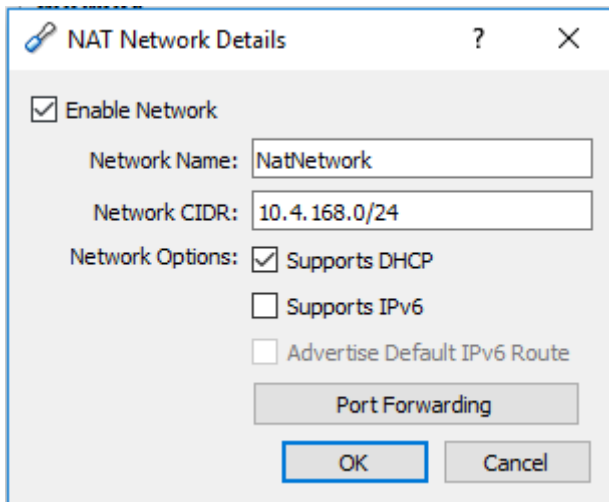 NAT Network Details ? ×
Enable Network
Network Name: NatNetwork
Network CIDR: 10.4.168.0/24
Network Options: Supports DHCP
Supports IPv6
Advertise Default IPv6 Route
Port Forwarding
OK Cancel